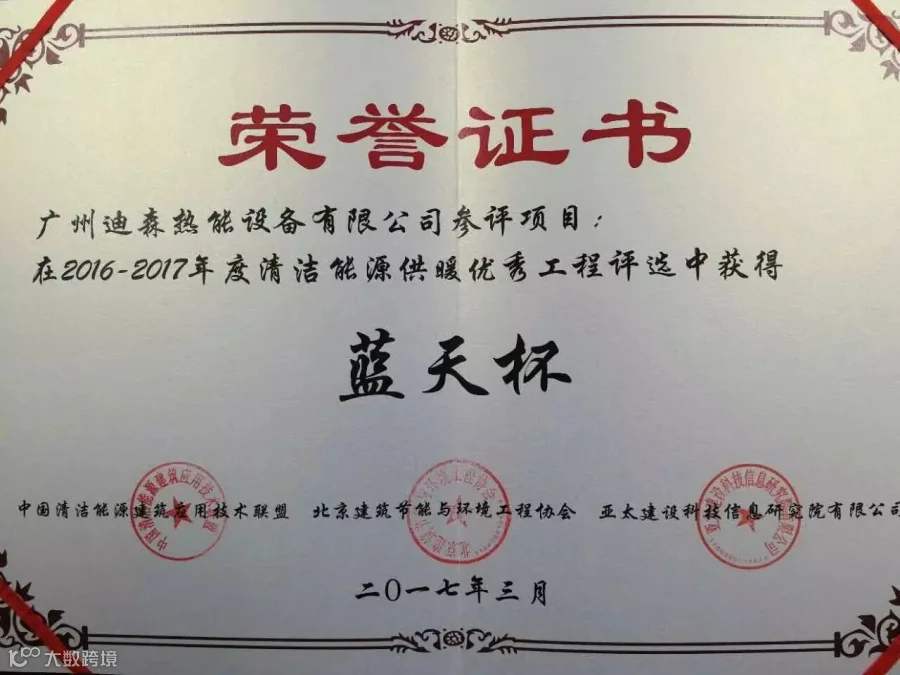 荣誉证书
广州迪森热能设备有限公司参评项目：
在2016-2017年度清洁能源供暖优秀工程评选中获得
蓝天杯
中国清洁能源建筑应用技术联盟 北京建筑节能与环境工程协会 亚太建设科技信息研究院有限公司
二〇一七年三月
大数跨境